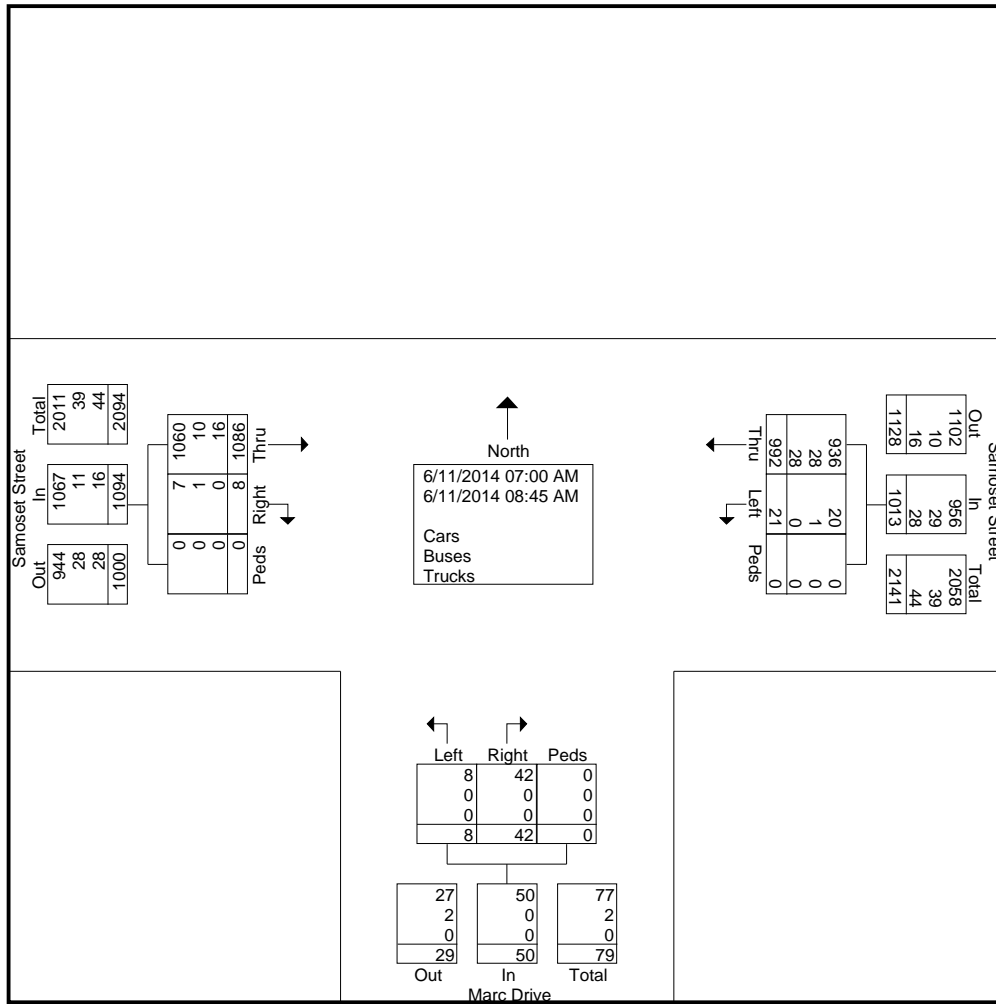 Samoset Street
Total
2011
39
44
2094
In
1067
11
16
1094
Out
944
28
28
1000
Thru
1060
10
16
1086
Right
7
1
0
8
Peds
0
0
0
0
North
6/11/2014 07:00 AM
6/11/2014 08:45 AM
Cars
Buses
Trucks
Samoset Street
Out
1102
10
16
1128
In
956
29
28
1013
Total
2058
39
44
2141
Thru
936
28
28
992
Left
20
1
0
21
Peds
0
0
0
0
Left Right Peds
8 42 0
0 0 0
0 0 0
8 42 0
27 50 77
2 0 2
0 0 0
29 50 79
Out In Total
Marc Drive